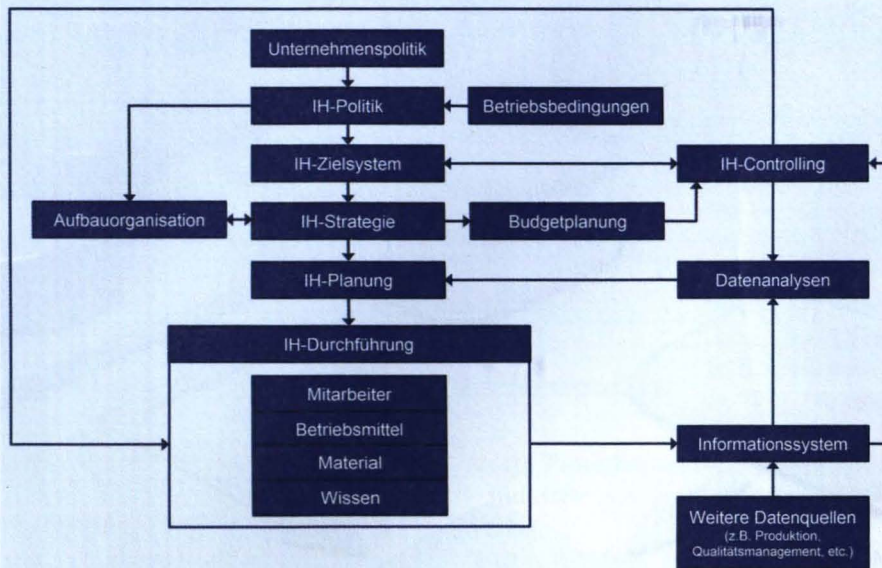 Unternehmenspolitik
IH-Politik
Betriebsbedingungen
IH-Zielsystem
IH-Controlling
Aufbauorganisation
IH-Strategie
Budgetplanung
IH-Planung
Datenanalysen
IH-Durchführung
Mitarbeiter
Betriebsmittel
Material
Wissen
Informationssystem
Weitere Datenquellen
(z.B. Produktion,
Qualitätsmanagement, etc.)